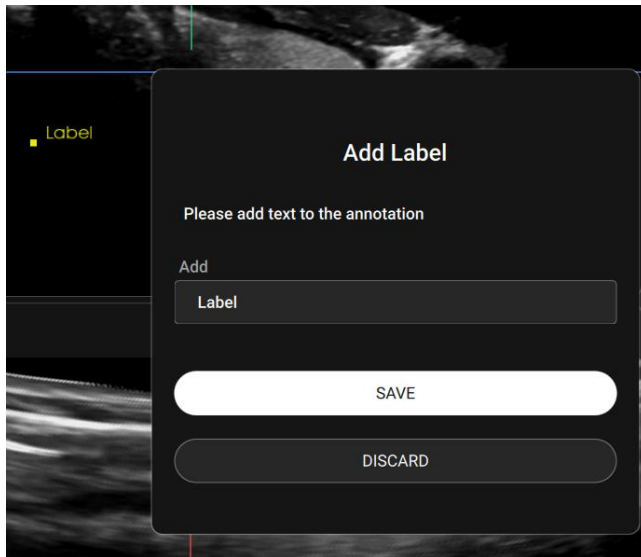 Label
Add Label
Please add text to the annotation
Add
Label
SAVE
DISCARD